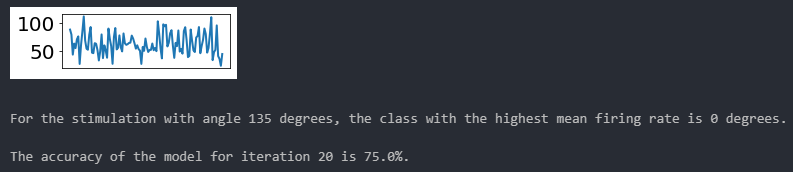 100
50
For the stimulation with angle 135 degrees, the class with the highest mean firing rate is 0 degrees.
The accuracy of the model for iteration 20 is 75.0%.